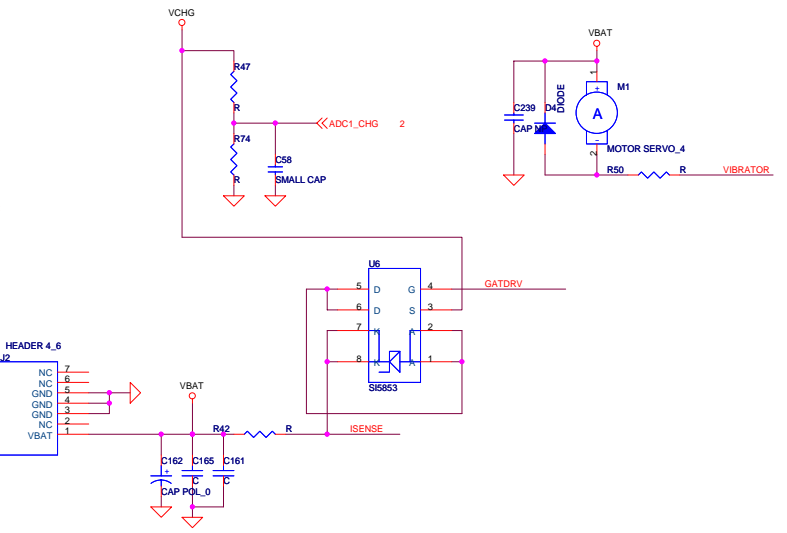 VCHG
R47
R
ADC1_CHG 2
R74
R
C58
SMALL CAP
VBAT
1
M1
+
A
-
2
MOTOR SERVO_4
C239
D4
DIODE
R50 R VIBRATOR
U6
5 D G 4 GATDRV
6 D S 3
7 K A 2
8 K A 1
SI5853
HEADER 4_6
J2
NC 7
NC 6
GND 5
GND 4
GND 3
NC 2
VBAT 1
VBAT
R42 R ISENSE
C162 C165 C161
+
C C
CAP POL_0